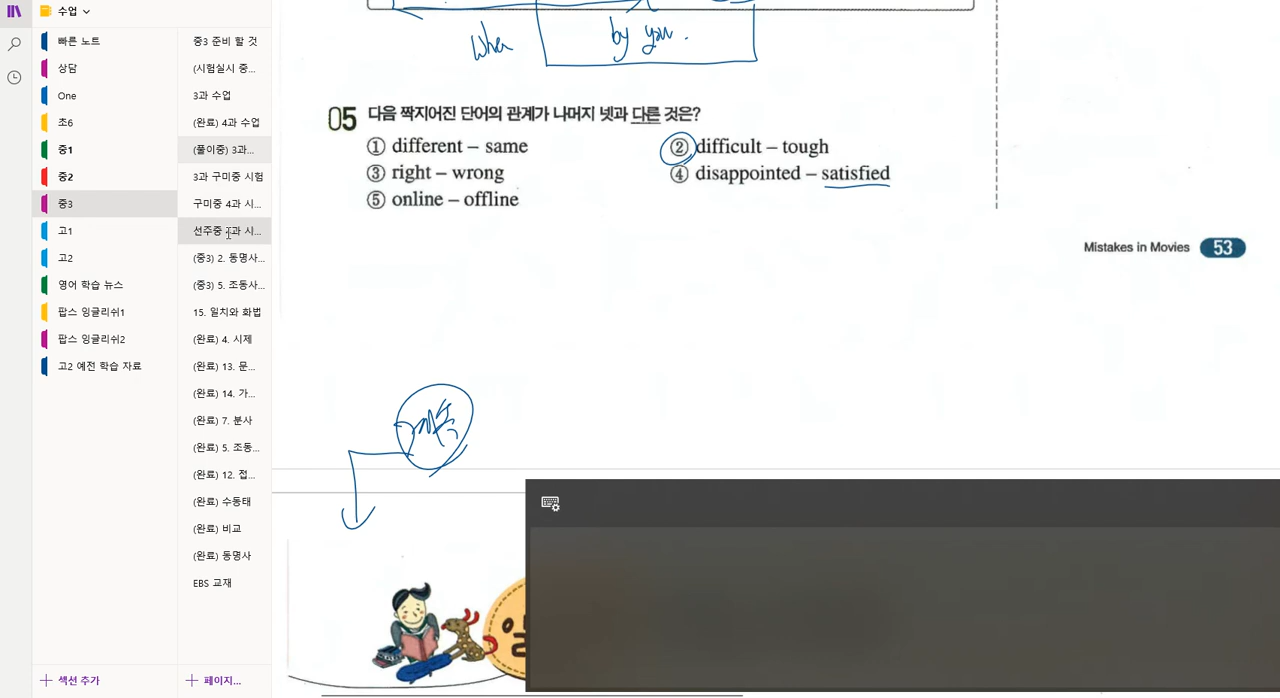 수업
빠른 노트
상담
One
초6
중1
중2
중3
고1
고2
영어 학습 뉴스
팝스 잉글리쉬1
팝스 잉글리쉬2
고2 예전 학습 자료
섹션 추가
중3 준비 할 것
(시험실시 중...
3과 수업
(완료) 4과 수업
(풀이중) 3과...
3과 구미중 시험
구미중 4과 시...
선주중 과 시...
(중3) 2. 동명사...
(중3) 5. 조동사...
15. 일치와 화법
(완료) 4. 시제
(완료) 13. 문...
(완료) 14. 가...
(완료) 7. 분사
(완료) 5. 조동...
(완료) 12. 접...
(완료) 수동태
(완료) 비교
(완료) 동명사
EBS 교재
페이지...
by you.
05 다음 짝지어진 단어의 관계가 나머지 넷과 다른 것은?
① different – same
② difficult – tough
③ right – wrong
④ disappointed – satisfied
⑤ online – offline
Mistakes in Movies 53